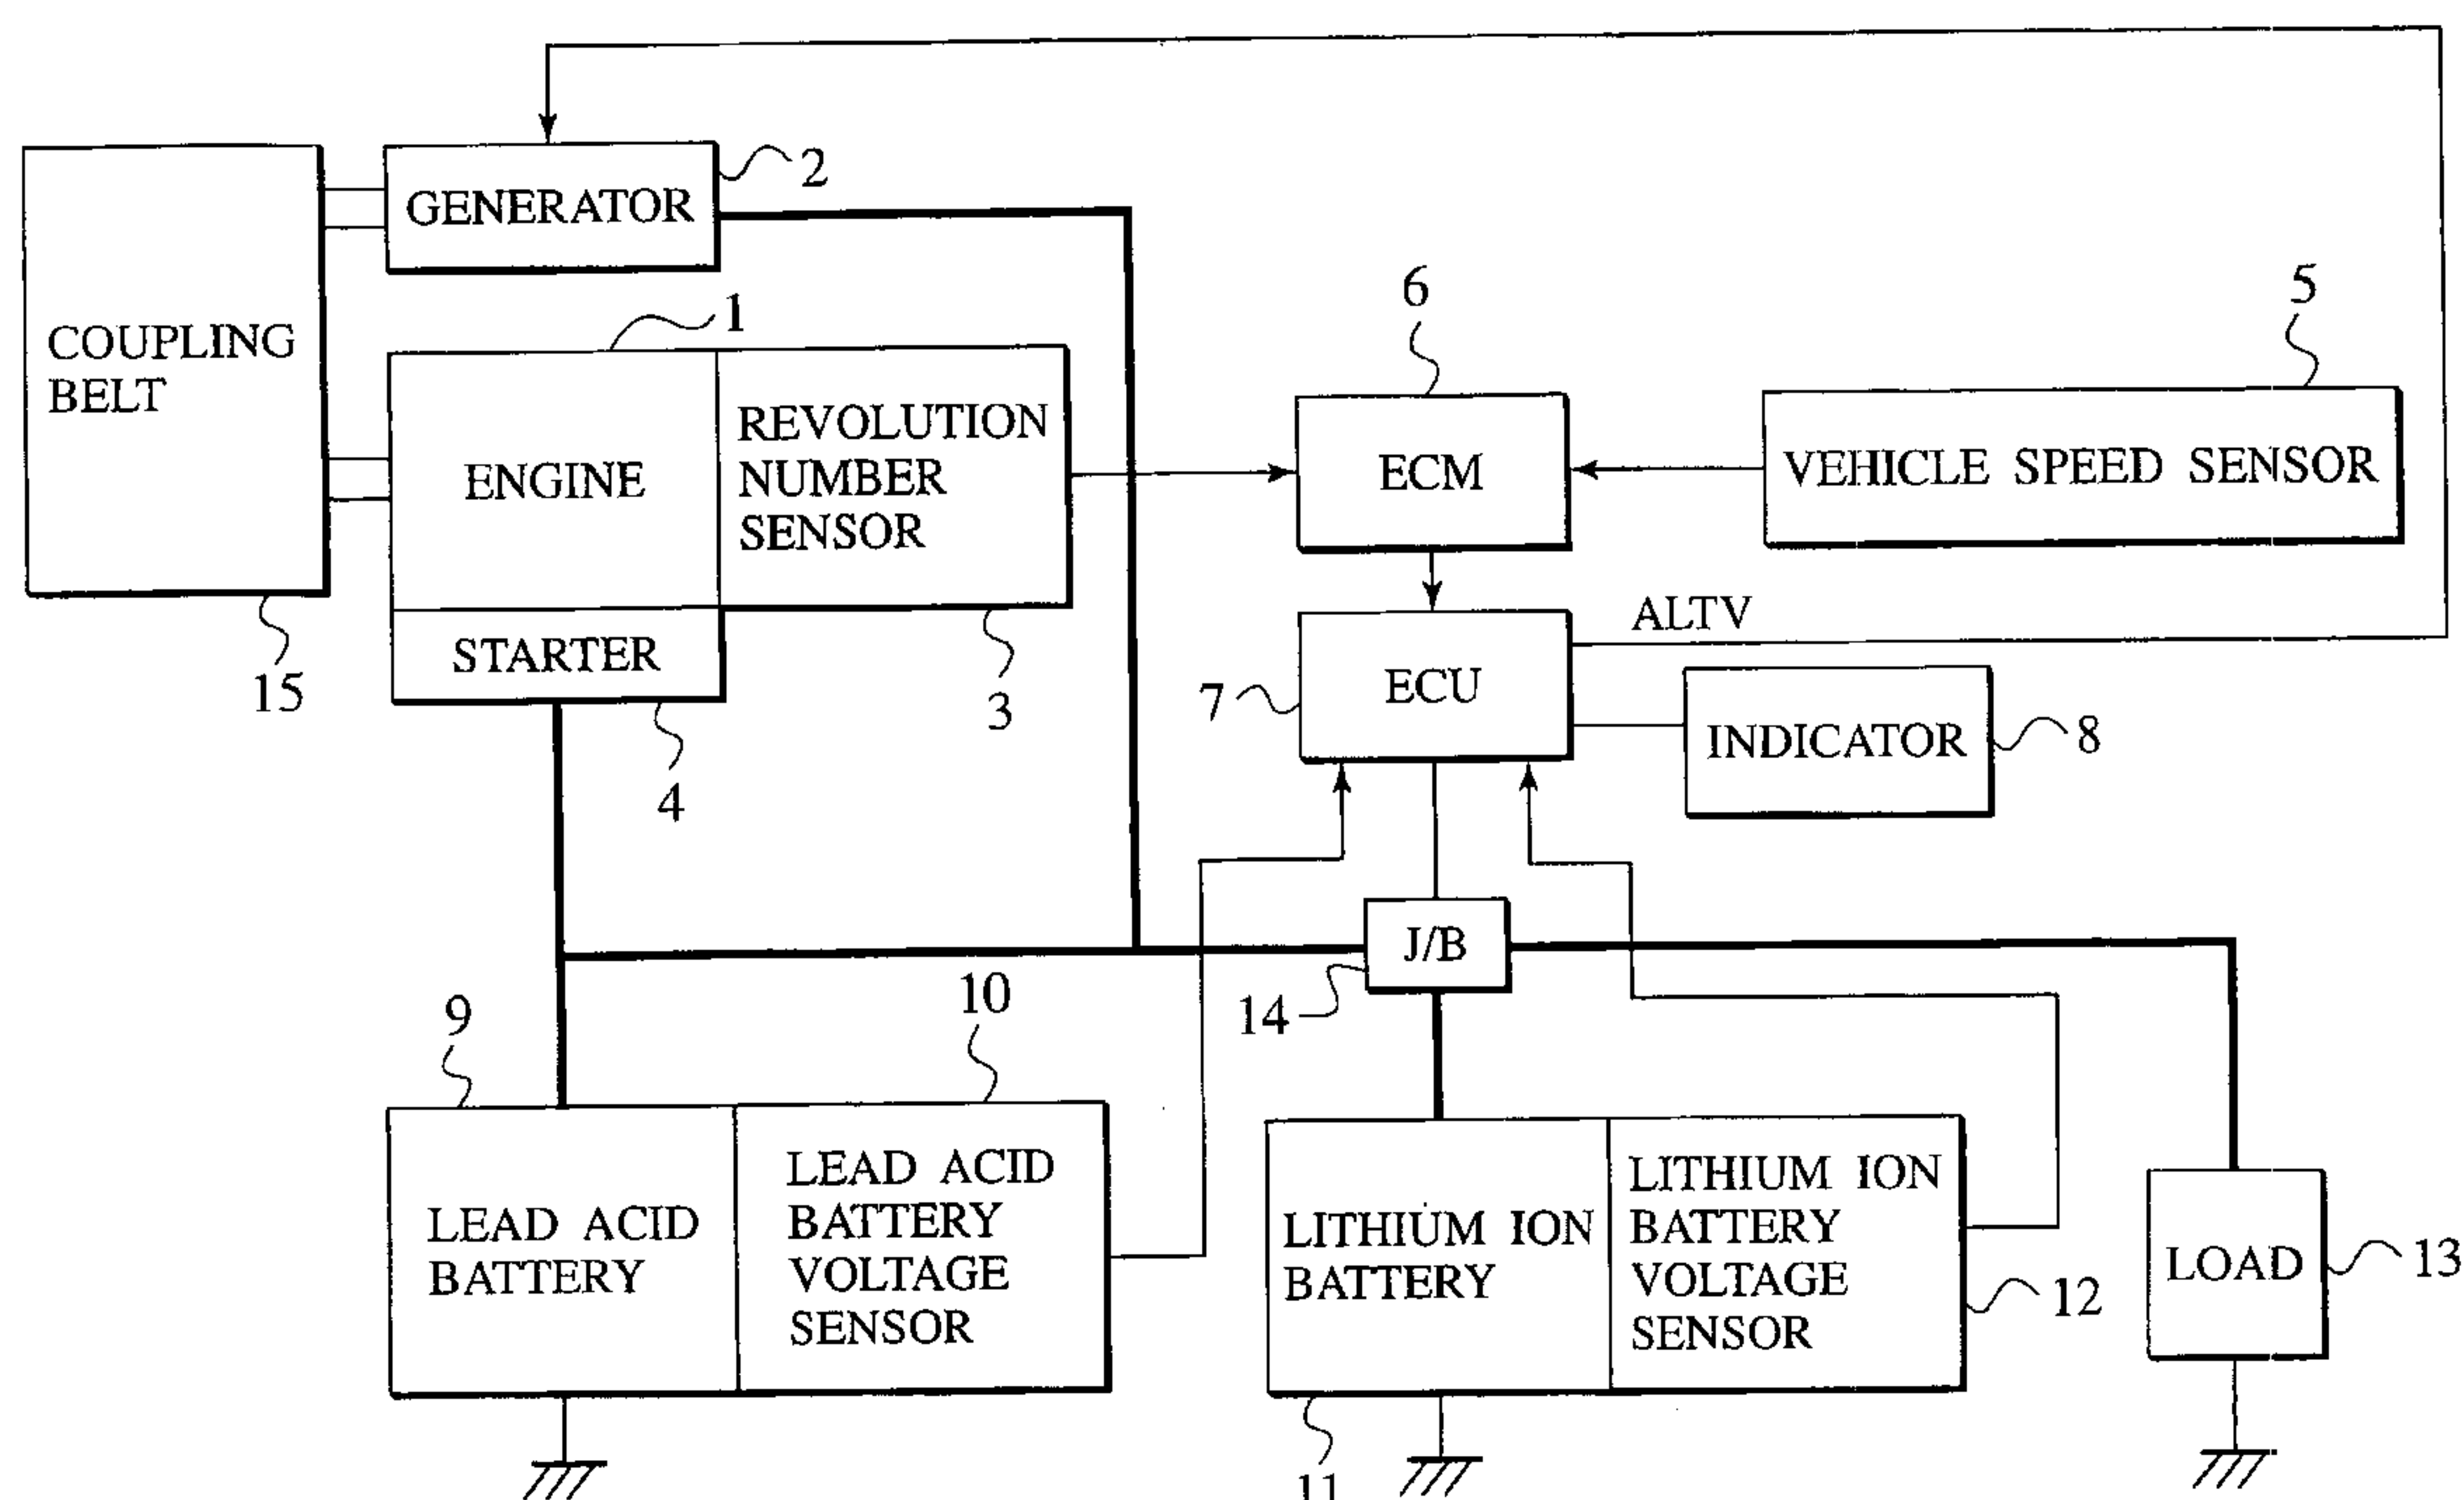 2
GENERATOR
COUPLING
BELT
1
ENGINE
REVOLUTION
NUMBER
SENSOR
6
ECM
5
VEHICLE SPEED SENSOR
STARTER
15
4
3
7
ECU
ALTV
INDICATOR
8
J/B
14
9
10
LEAD ACID
BATTERY
LEAD ACID
BATTERY
VOLTAGE
SENSOR
LITHIUM ION
BATTERY
LITHIUM ION
BATTERY
VOLTAGE
SENSOR
12
LOAD
13
11